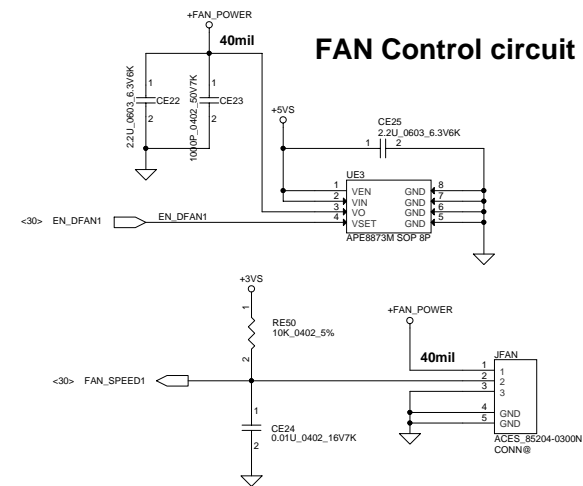 +FAN_POWER
40mil
FAN Control circuit
1
CE22
2
2.2U_0603_6.3V6K
1
CE23
2
1000P_0402_50V7K
+5VS
CE25
2.2U_0603_6.3V6K
1 2
UE3
1 VEN GND 8
2 VIN GND 7
3 VO GND 6
4 VSET GND 5
APE8873M SOP 8P
<30> EN_DFAN1 EN_DFAN1
+3VS
1
RE50
10K_0402_5%
2
<30> FAN_SPEED1
1
CE24
0.01U_0402_16V7K
2
+FAN_POWER
40mil
JFAN
1 1
2 2
3 3
4 GND
5 GND
ACES_85204-0300N
CONN@